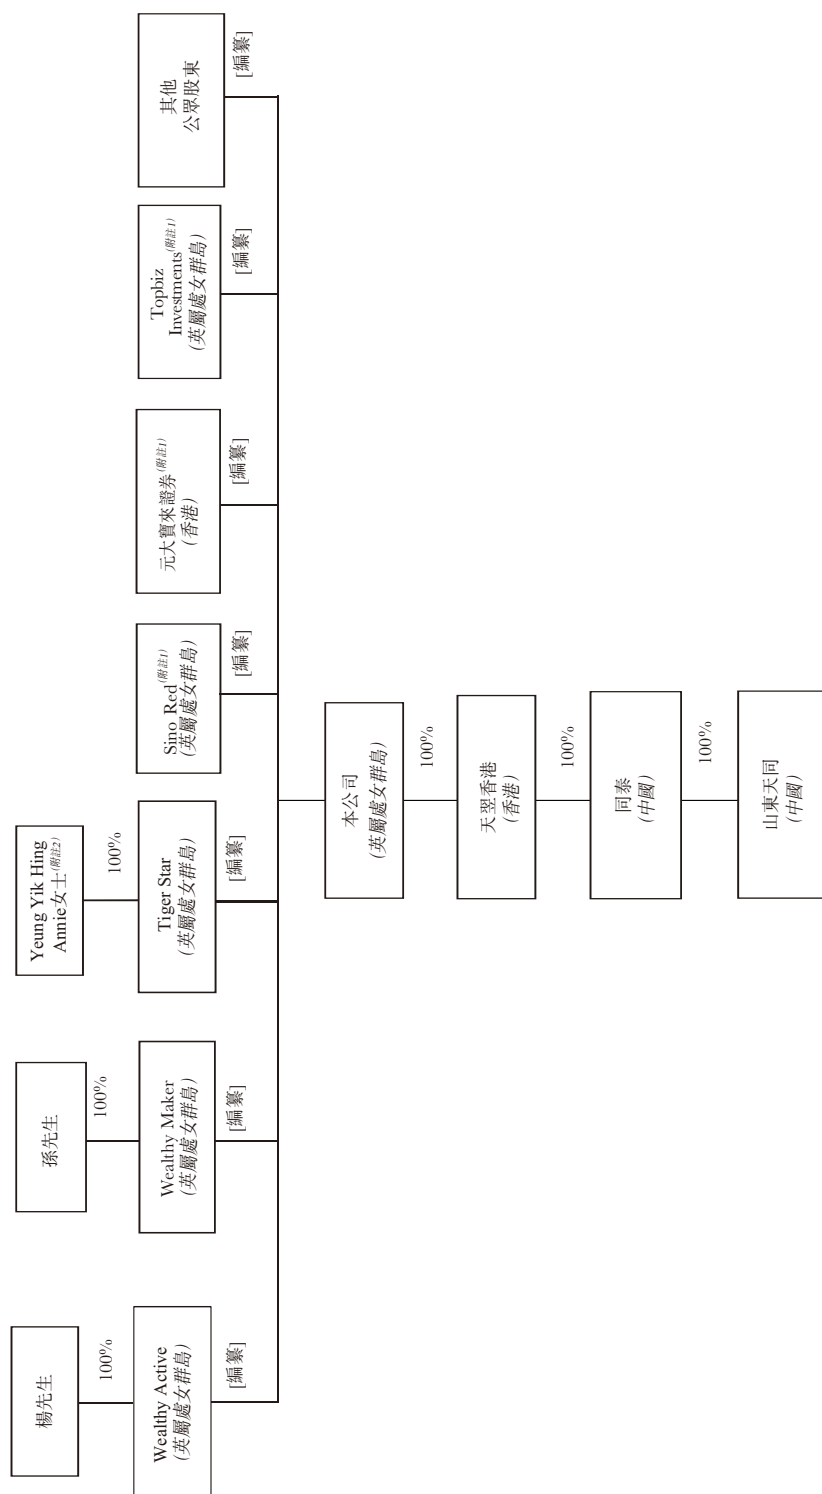 楊先生
孫先生
Yeung Yik Hing
Annie女士(附註2)
100%
100%
100%
Wealthy Active
(英屬處女群島)
Wealthy Maker
(英屬處女群島)
Tiger Star
(英屬處女群島)
Sino Red(附註1)
(英屬處女群島)
元大寶來證券(附註1)
(香港)
Topbiz
Investments(附註1)
(英屬處女群島)
其他
公眾股東
[編纂]
[編纂]
[編纂]
[編纂]
[編纂]
[編纂]
[編纂]
本公司
(英屬處女群島)
100%
天翌香港
(香港)
100%
同泰
(中國)
100%
山東天同
(中國)